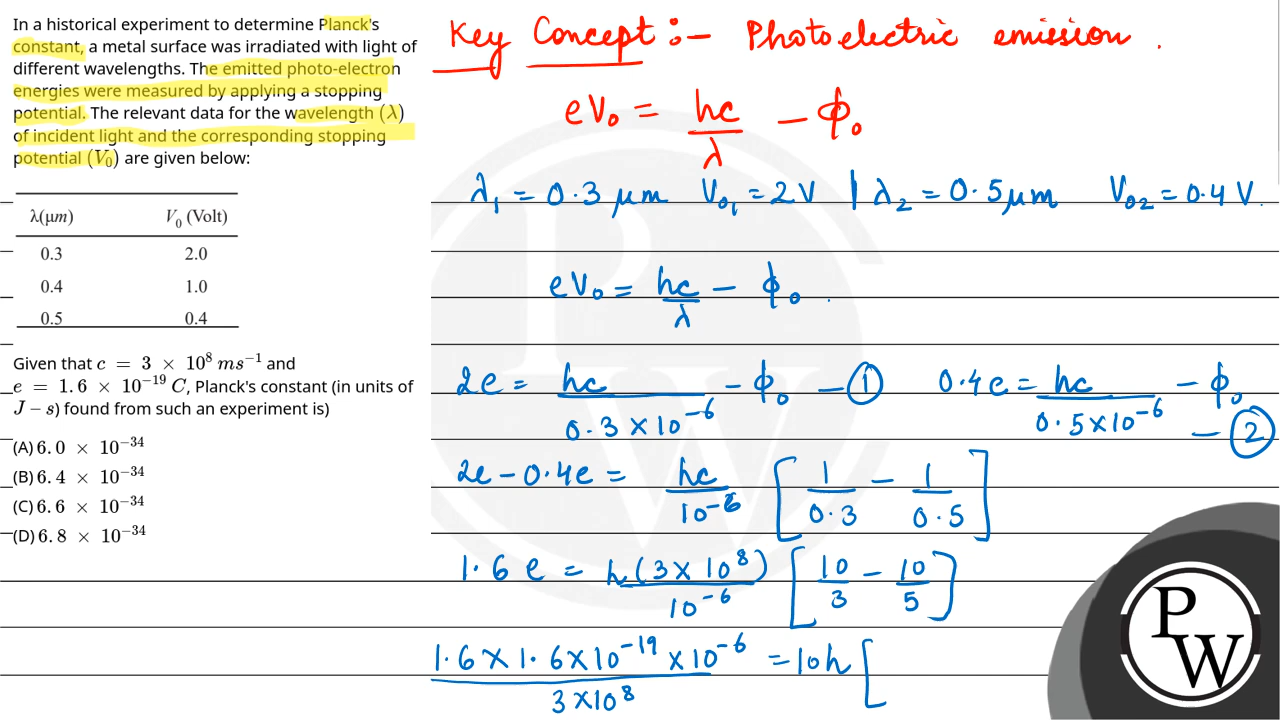 In a historical experiment to determine Planck's
constant, a metal surface was irradiated with light of
different wavelengths. The emitted photo-electron
energies were measured by applying a stopping
potential. The relevant data for the wavelength (λ)
of incident light and the corresponding stopping
potential (V₀) are given below:
λ(μm) V₀ (Volt)
0.3 2.0
0.4 1.0
0.5 0.4
Given that c = 3 × 10⁸ ms⁻¹ and
e = 1.6 × 10⁻¹⁹ C, Planck's constant (in units of
J – s) found from such an experiment is)
(A) 6.0 × 10⁻³⁴
(B) 6.4 × 10⁻³⁴
(C) 6.6 × 10⁻³⁴
(D) 6.8 × 10⁻³⁴
Key Concept :- Photoelectric emission .
eV₀ = hc/λ – ϕ₀
λ₁ = 0.3 μm V₀₁ = 2V | λ₂ = 0.5 μm V₀₂ = 0.4 V.
eV₀ = hc/λ – ϕ₀ .
2e = hc/(0.3 × 10⁻⁶) – ϕ₀ – ① 0.4e = hc/(0.5 × 10⁻⁶) – ϕ₀ – ②
2e – 0.4e = hc/10⁻⁶ [1/0.3 – 1/0.5]
1.6 e = h(3 × 10⁸)/10⁻⁶ [10/3 – 10/5]
1.6 × 1.6 × 10⁻¹⁹ × 10⁻⁶/(3 × 10⁸) = 10h [
P
W